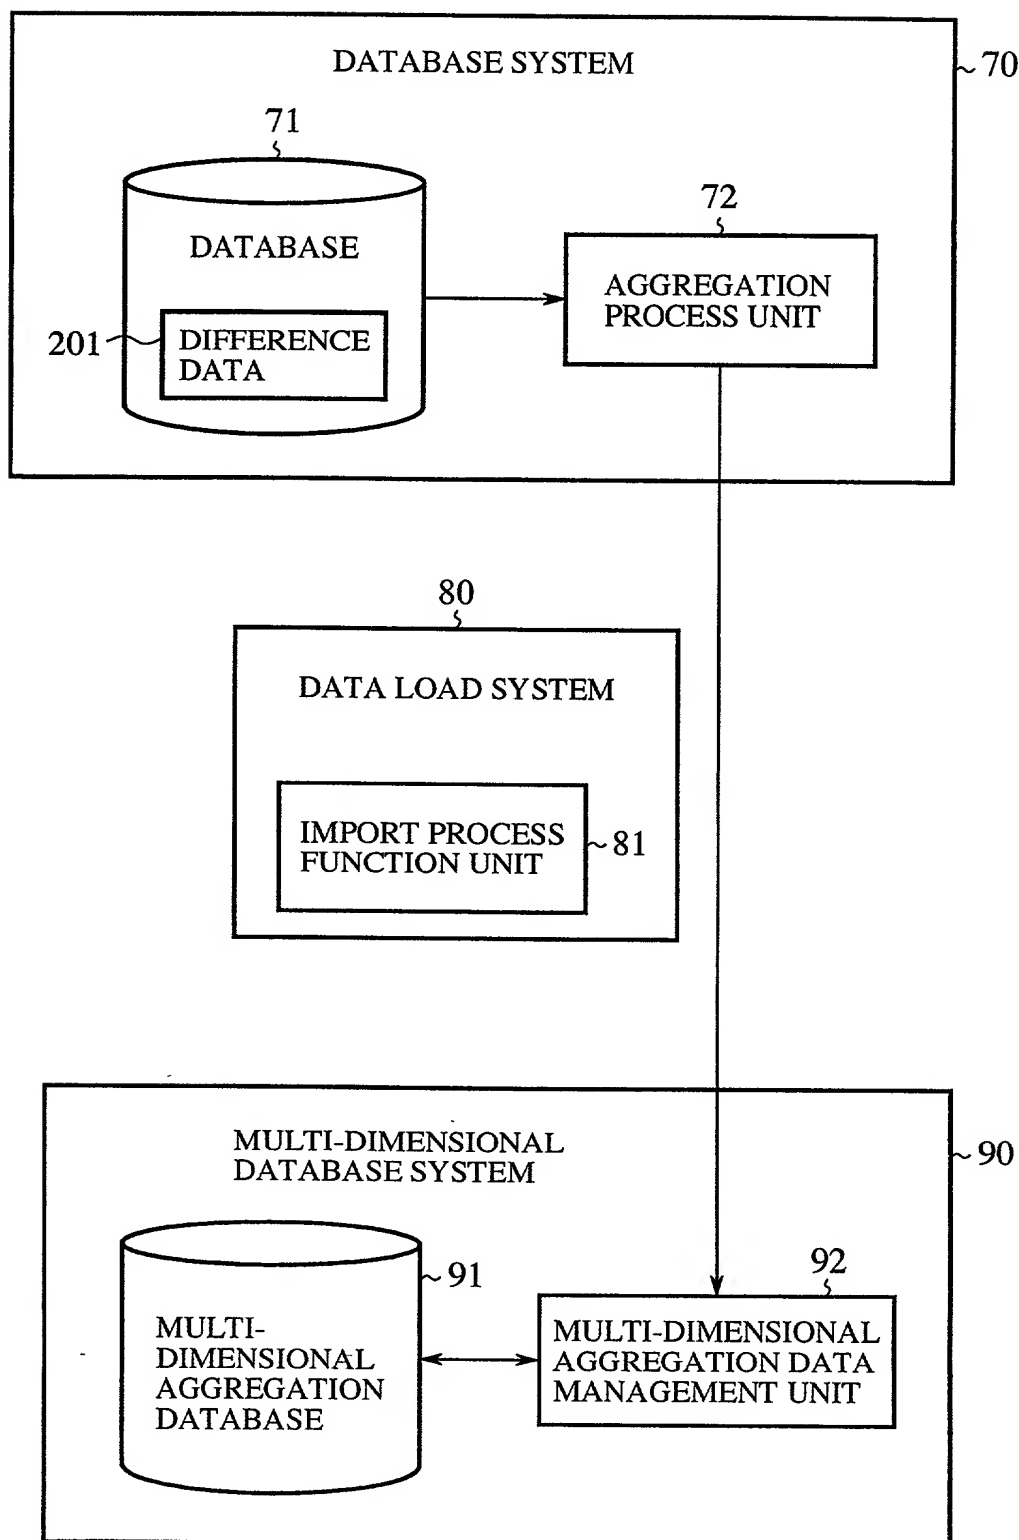 DATABASE SYSTEM
70
71
72
DATABASE
AGGREGATION
PROCESS UNIT
201
DIFFERENCE
DATA
80
DATA LOAD SYSTEM
IMPORT PROCESS
FUNCTION UNIT
81
MULTI-DIMENSIONAL
DATABASE SYSTEM
90
91
92
MULTI-
DIMENSIONAL
AGGREGATION
DATABASE
MULTI-DIMENSIONAL
AGGREGATION DATA
MANAGEMENT UNIT